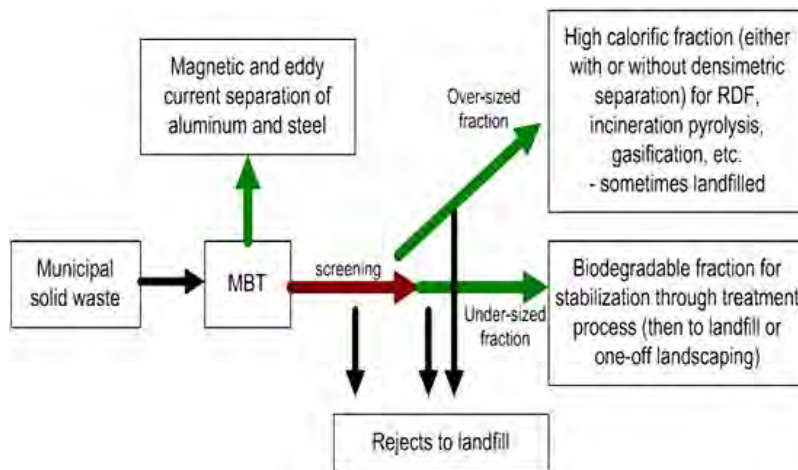 Magnetic and eddy
current separation of
aluminum and steel
Over-sized
fraction
High calorific fraction (either
with or without densimetric
separation) for RDF,
incineration pyrolysis,
gasification, etc.
- sometimes landfilled
Municipal
solid waste
MBT
screening
Under-sized
fraction
Biodegradable fraction for
stabilization through treatment
process (then to landfill or
one-off landscaping)
Rejects to landfill